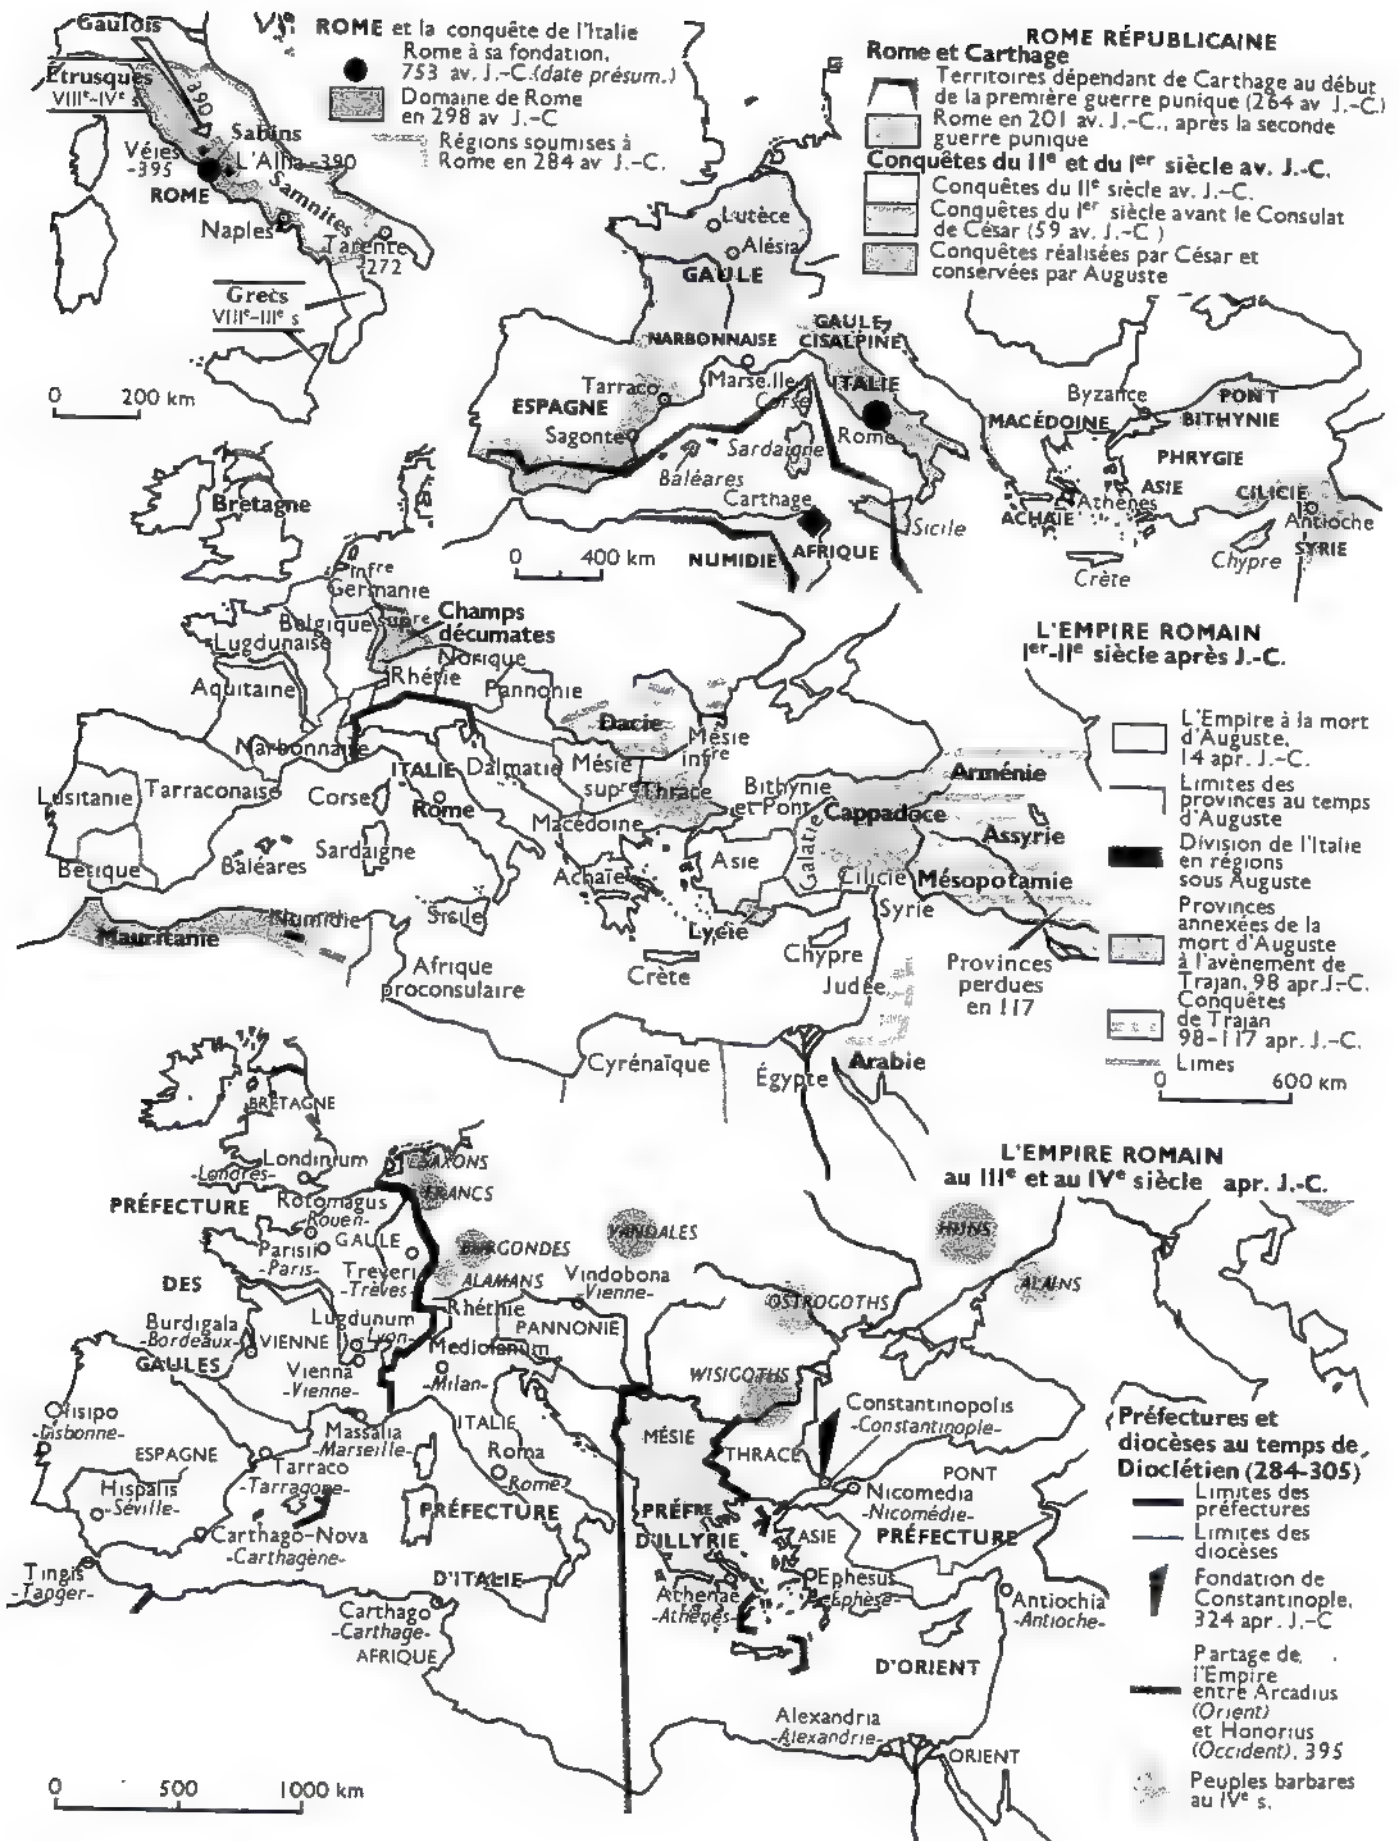 ROME et la conquête de l'Italie
Rome à sa fondation,
753 av. J.-C. (date présum.)
Domaine de Rome
en 298 av J.-C
Régions soumises à
Rome en 284 av J.-C.
Gaulois
Étrusques
VIIIe-IVe s
390
Sabins
Véies
-395
L'Alha-390
ROME
Samnites
Naples
Tarente
-272
Grecs
VIIIe-IIIe s
0 200 km
ROME RÉPUBLICAINE
Rome et Carthage
Territoires dépendant de Carthage au début
de la première guerre punique (264 av J.-C.)
Rome en 201 av. J.-C., après la seconde
guerre punique
Conquêtes du IIe et du Ier siècle av. J.-C.
Conquêtes du IIe siècle av. J.-C.
Conquêtes du Ier siècle avant le Consulat
de César (59 av. J.-C )
Conquêtes réalisées par César et
conservées par Auguste
Lutèce
Alésia
GAULE
NARBONNAISE
GAULE
CISALPINE
Tarraco
Marseille
Corse
ITALIE
ESPAGNE
Sagonte
Rome
Sardaigne
Baléares
Carthage
Sicile
NUMIDIE
AFRIQUE
Byzance
PONT
MACÉDOINE
BITHYNIE
PHRYGIE
ASIE
CILICIE
Athènes
ACHAÏE
Antioche
Chypre
SYRIE
Crète
0 400 km
L'EMPIRE ROMAIN
Ier-IIe siècle après J.-C.
L'Empire à la mort
d'Auguste,
14 apr. J.-C.
Limites des
provinces au temps
d'Auguste
Division de l'Italie
en régions
sous Auguste
Provinces
annexées de la
mort d'Auguste
à l'avènement de
Trajan, 98 apr.J.-C.
Conquêtes
de Trajan
98-117 apr. J.-C.
Limes
0 600 km
Bretagne
infre
Germanie
supre
Belgique
Champs
décumates
Lugdunaise
Norique
Rhétie
Aquitaine
Pannonie
Dacie
Narbonnaise
Mésie
infre
ITALIE
Dalmatie
Mésie
supre
Thrace
Bithynie
et Pont
Arménie
Lusitanie
Tarraconaise
Corse
Rome
Cappadoce
Macédoine
Assyrie
Bétique
Baléares
Sardaigne
Achaïe
Asie
Galatie
Cilicie
Mésopotamie
Sicile
Numidie
Mauritanie
Lycie
Syrie
Crète
Chypre
Judée
Provinces
perdues
en 117
Afrique
proconsulaire
Cyrénaïque
Égypte
Arabie
L'EMPIRE ROMAIN
au IIIe et au IVe siècle apr. J.-C.
BRETAGNE
Londinium
-Londres-
SAXONS
FRANCS
PRÉFECTURE
Rotomagus
-Rouen-
BURGONDES
VANDALES
HUNS
Parisii
-Paris-
GAULE
Treveri
-Trèves-
ALAMANS
Vindobona
-Vienne-
ALAINS
DES
OSTROGOTHS
Burdigala
-Bordeaux-
VIENNE
Lugdunum
-Lyon-
Rhéthie
PANNONIE
GAULES
Vienna
-Vienne-
Mediolanum
-Milan-
WISIGOTHS
Olisipo
-Lisbonne-
ESPAGNE
Massalia
-Marseille-
ITALIE
Roma
-Rome-
MÉSIE
THRACE
Constantinopolis
-Constantinople-
Tarraco
-Tarragone-
Hispalis
-Séville-
PONT
Nicomedia
-Nicomédie-
PRÉFECTURE
PRÉFRE
D'ILLYRIE
ASIE
PRÉFECTURE
Carthago-Nova
-Carthagène-
Tingis
-Tanger-
D'ITALIE
Athenae
-Athènes-
Ephesus
-Ephèse-
Antiochia
-Antioche-
Carthago
-Carthage-
AFRIQUE
D'ORIENT
Alexandria
-Alexandrie-
ORIENT
0 500 1000 km
Préfectures et
diocèses au temps de
Dioclétien (284-305)
Limites des
préfectures
Limites des
diocèses
Fondation de
Constantinople,
324 apr. J.-C
Partage de
l'Empire
entre Arcadius
(Orient)
et Honorius
(Occident), 395
Peuples barbares
au IVe s.